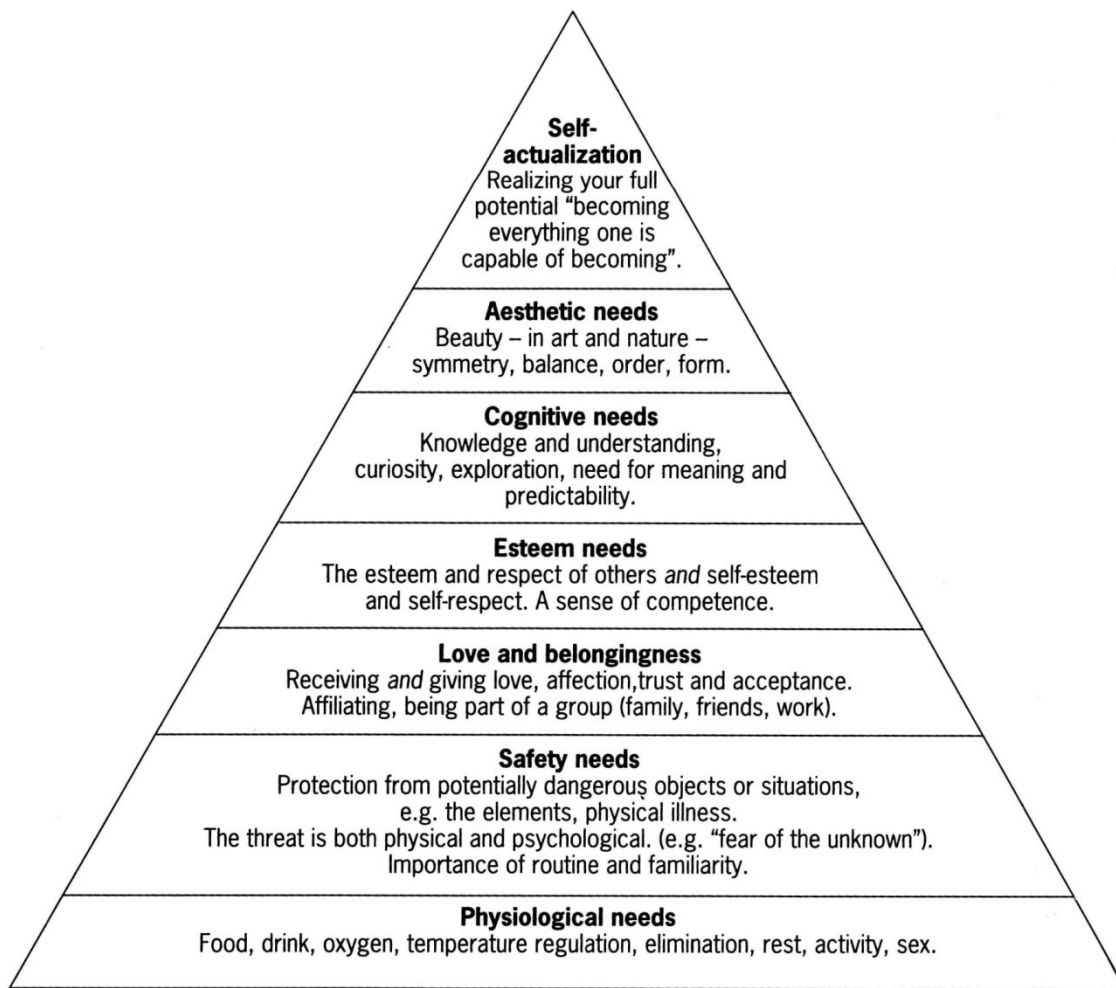 Self-
actualization
Realizing your full
potential “becoming
everything one is
capable of becoming”.
Aesthetic needs
Beauty – in art and nature –
symmetry, balance, order, form.
Cognitive needs
Knowledge and understanding,
curiosity, exploration, need for meaning and
predictability.
Esteem needs
The esteem and respect of others and self-esteem
and self-respect. A sense of competence.
Love and belongingness
Receiving and giving love, affection,trust and acceptance.
Affiliating, being part of a group (family, friends, work).
Safety needs
Protection from potentially dangerous objects or situations,
e.g. the elements, physical illness.
The threat is both physical and psychological. (e.g. “fear of the unknown”).
Importance of routine and familiarity.
Physiological needs
Food, drink, oxygen, temperature regulation, elimination, rest, activity, sex.